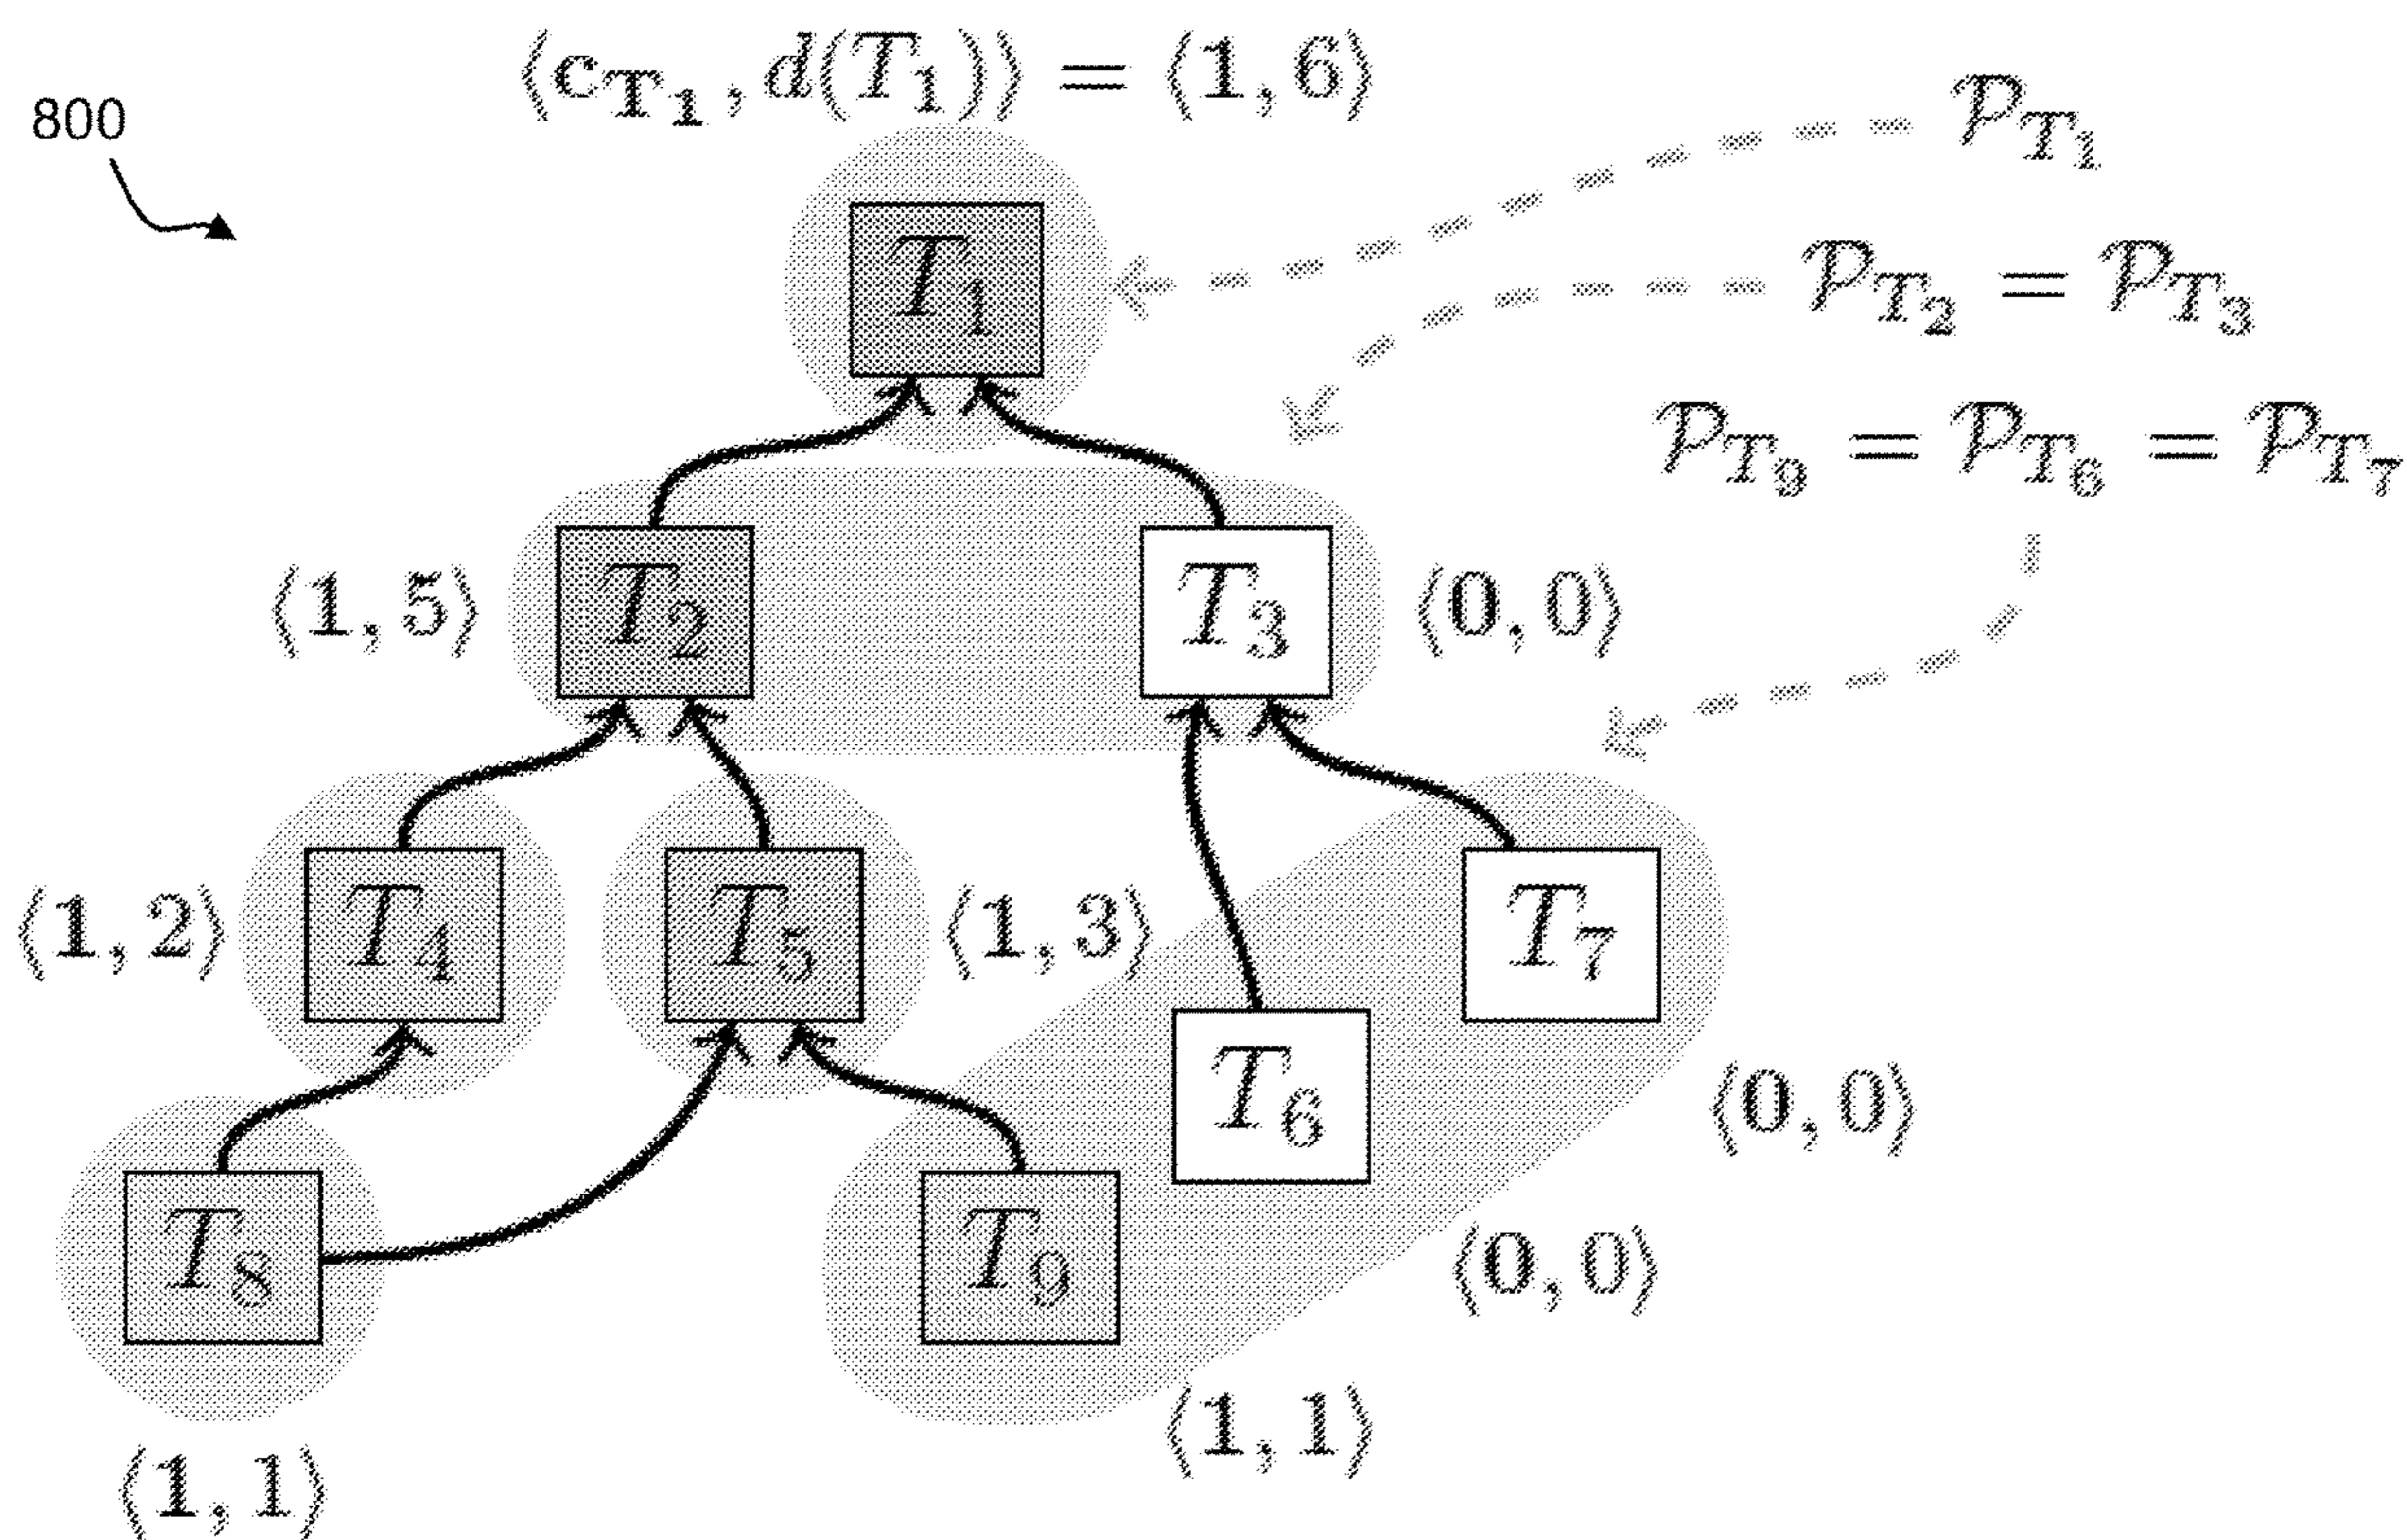 ⟨c_T₁, d(T₁)⟩ = ⟨1, 6⟩
800
𝒫_T₁
T₁
𝒫_T₂ = 𝒫_T₃
𝒫_T₉ = 𝒫_T₆ = 𝒫_T₇
⟨1, 5⟩
T₂
T₃
⟨0, 0⟩
⟨1, 2⟩
T₄
T₅
⟨1, 3⟩
T₇
T₆
⟨0, 0⟩
T₈
T₉
⟨0, 0⟩
⟨1, 1⟩
⟨1, 1⟩